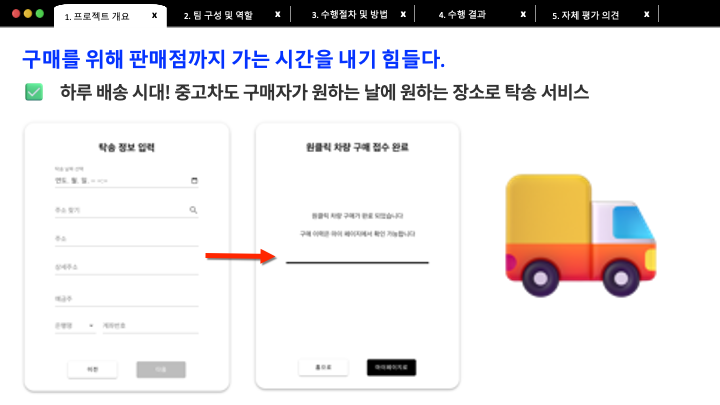 1. 프로젝트 개요 x
2. 팀 구성 및 역할 x
3. 수행절차 및 방법 x
4. 수행 결과 x
5. 자체 평가 의견 x
구매를 위해 판매점까지 가는 시간을 내기 힘들다.
하루 배송 시대! 중고차도 구매자가 원하는 날에 원하는 장소로 탁송 서비스
탁송 정보 입력
탁송 날짜 선택
연도. 월. 일. -- --:--
주소 찾기
주소
상세주소
예금주
은행명 계좌번호
이전
다음
원클릭 차량 구매 접수 완료
원클릭 차량 구매가 완료 되었습니다
구매 이력은 마이 페이지에서 확인 가능합니다
홈으로
마이페이지로